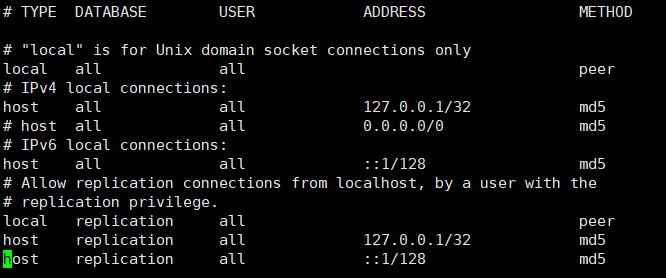 # TYPE  DATABASE        USER            ADDRESS                 METHOD
# "local" is for Unix domain socket connections only
local   all             all                                     peer
# IPv4 local connections:
host    all             all             127.0.0.1/32            md5
# host  all             all             0.0.0.0/0               md5
# IPv6 local connections:
host    all             all             ::1/128                 md5
# Allow replication connections from localhost, by a user with the
# replication privilege.
local   replication     all                                     peer
host    replication     all             127.0.0.1/32            md5
host    replication     all             ::1/128                 md5